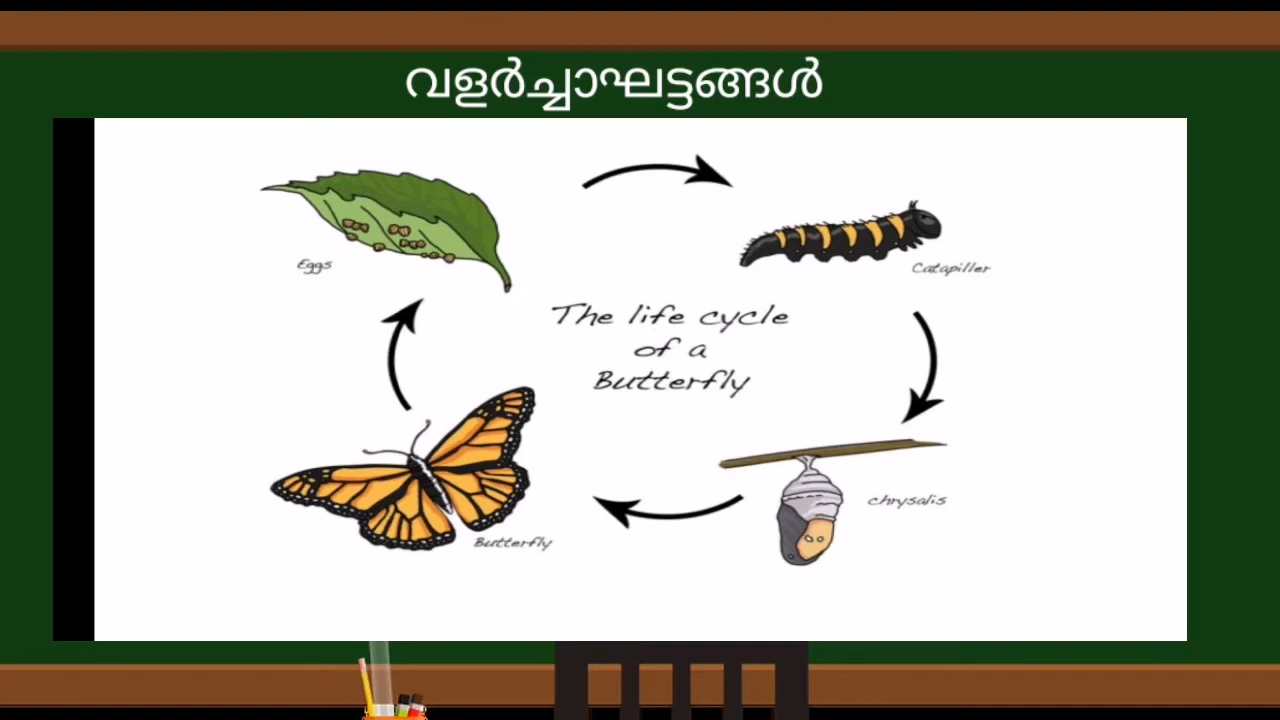 വളർച്ചാഘട്ടങ്ങൾ
Eggs
Catapiller
The life cycle
of a
Butterfly
chrysalis
Butterfly